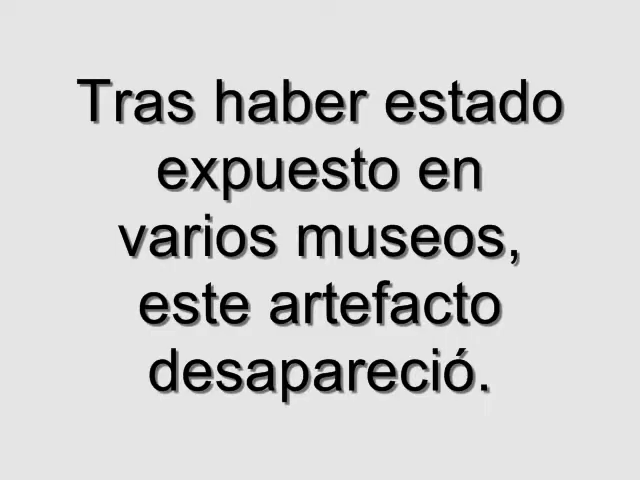 Tras haber estado
expuesto en
varios museos,
este artefacto
desapareció.